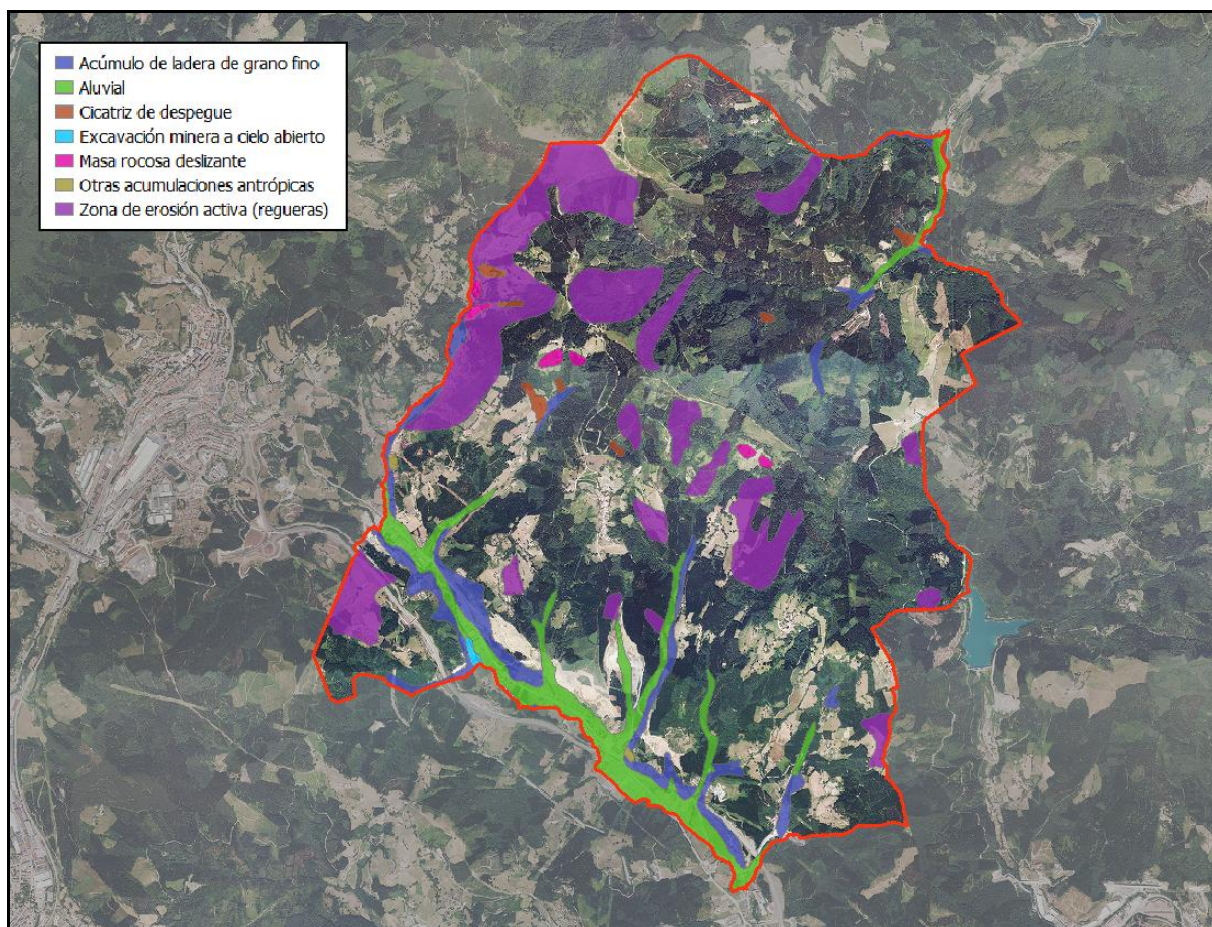 Acúmulo de ladera de grano fino
Aluvial
Cicatriz de despegue
Excavación minera a cielo abierto
Masa rocosa deslizante
Otras acumulaciones antrópicas
Zona de erosión activa (regueras)